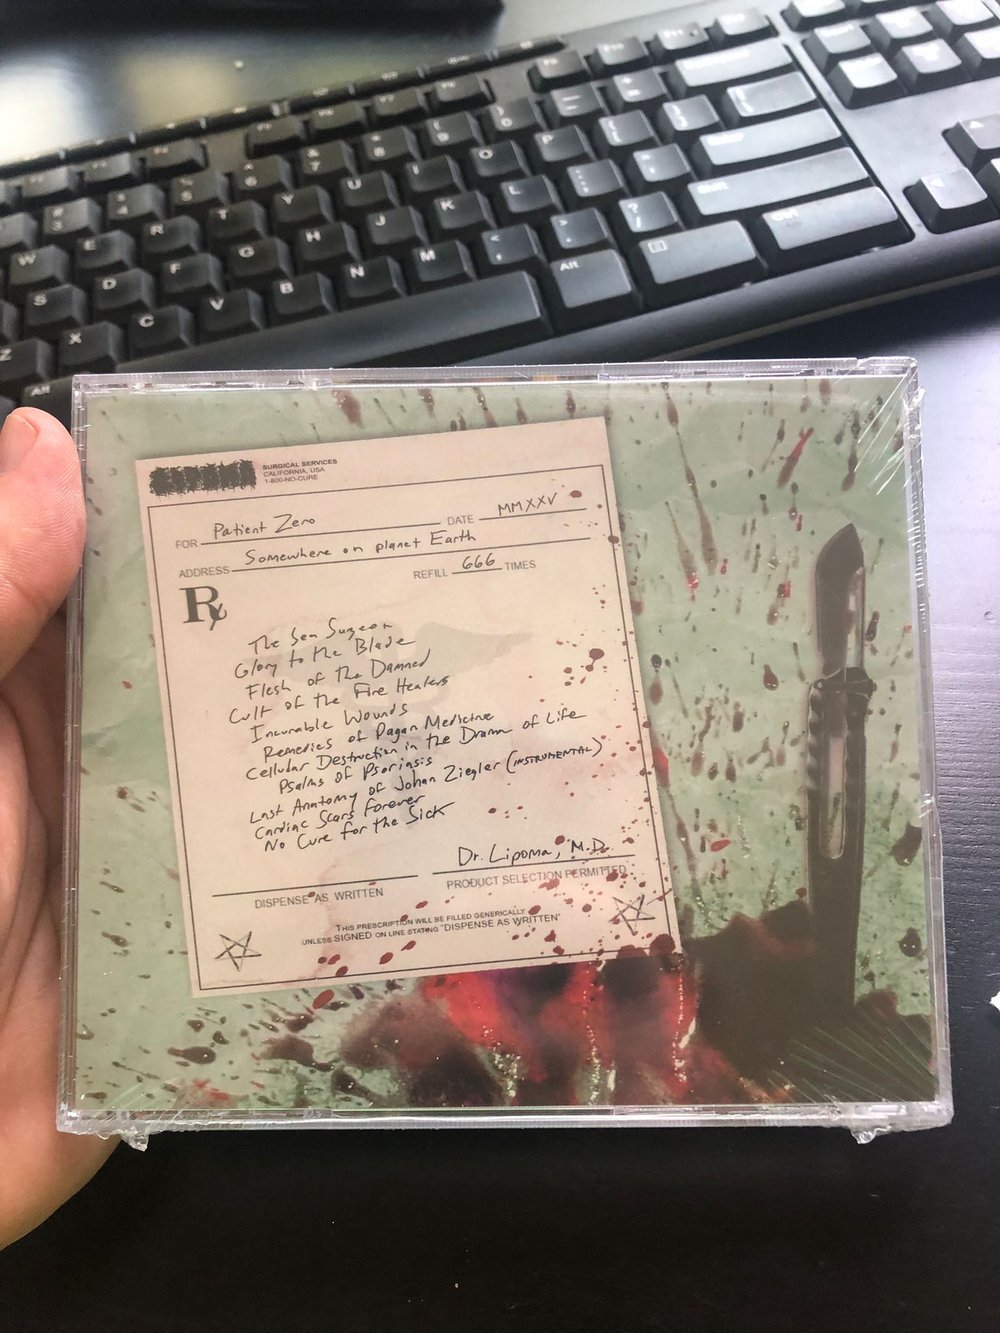 SURGICAL SERVICES
CALIFORNIA, USA
1-800-NO-CURE
FOR Patient Zero DATE MMXXV
ADDRESS Somewhere on planet Earth
REFILL 666 TIMES
Rx
The Sen Surgeon
Glory to the Blade
Flesh of the Damned
Cult of the Fire Healers
Incurable Wounds
Remedies of Pagan Medicine
Cellular Destruction in the Drama of Life
Psalms of Psoriasis
Last Anatomy of Johan Ziegler (INSTRUMENTAL)
Cardiac Scars Forever
No Cure for the Sick
Dr. Lipoma, M.D.
DISPENSE AS WRITTEN PRODUCT SELECTION PERMITTED
THIS PRESCRIPTION WILL BE FILLED GENERICALLY
UNLESS SIGNED ON LINE STATING "DISPENSE AS WRITTEN"